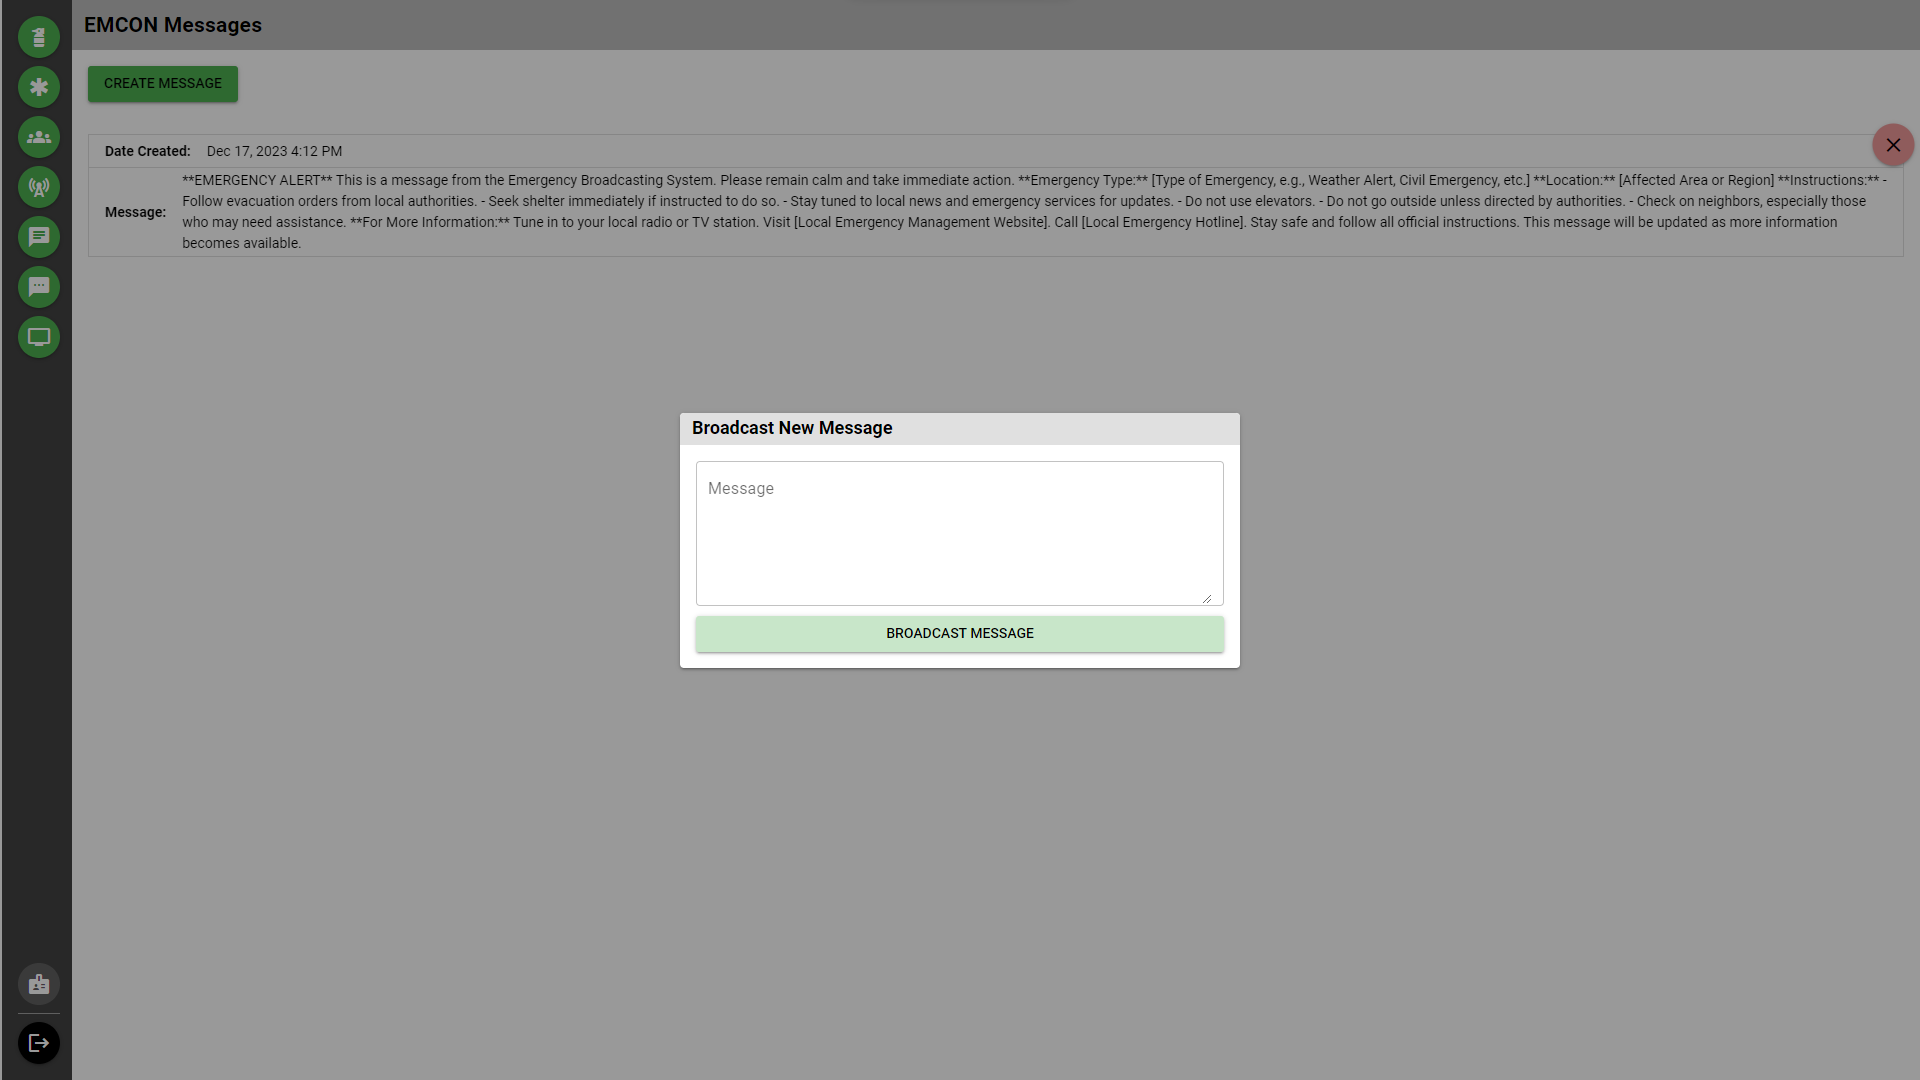 EMCON Messages
CREATE MESSAGE
Date Created: Dec 17, 2023 4:12 PM
Message:
**EMERGENCY ALERT** This is a message from the Emergency Broadcasting System. Please remain calm and take immediate action. **Emergency Type:** [Type of Emergency, e.g., Weather Alert, Civil Emergency, etc.] **Location:** [Affected Area or Region] **Instructions:** -
Follow evacuation orders from local authorities. - Seek shelter immediately if instructed to do so. - Stay tuned to local news and emergency services for updates. - Do not use elevators. - Do not go outside unless directed by authorities. - Check on neighbors, especially those
who may need assistance. **For More Information:** Tune in to your local radio or TV station. Visit [Local Emergency Management Website]. Call [Local Emergency Hotline]. Stay safe and follow all official instructions. This message will be updated as more information
becomes available.
Broadcast New Message
Message
BROADCAST MESSAGE